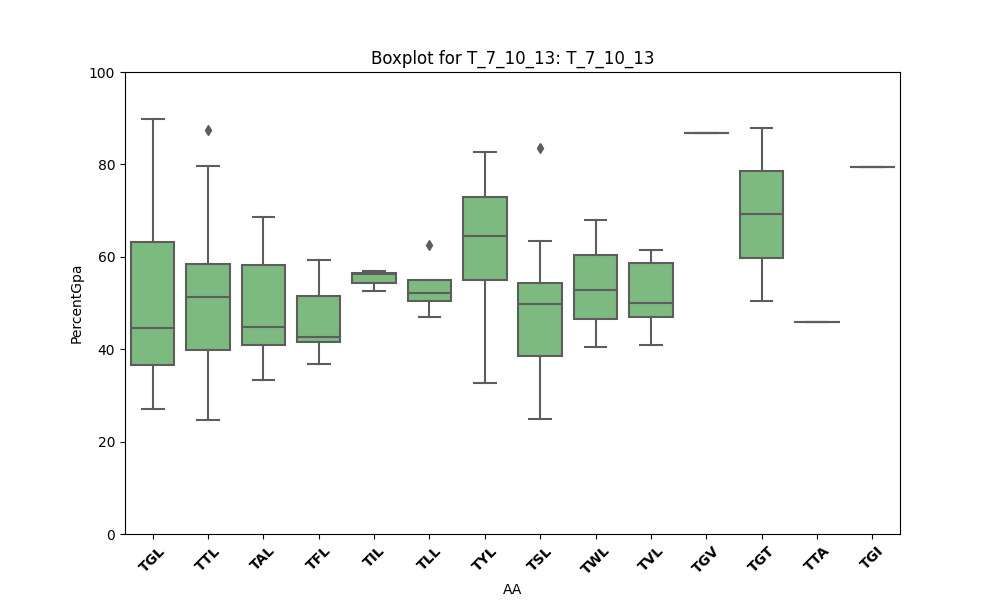 Boxplot for T_7_10_13: T_7_10_13
100
80
60
40
20
0
PercentGpa
TGL TTL TAL TFL TIL TLL TYL TSL TWL TVL TGV TGT TTA TGI
AA